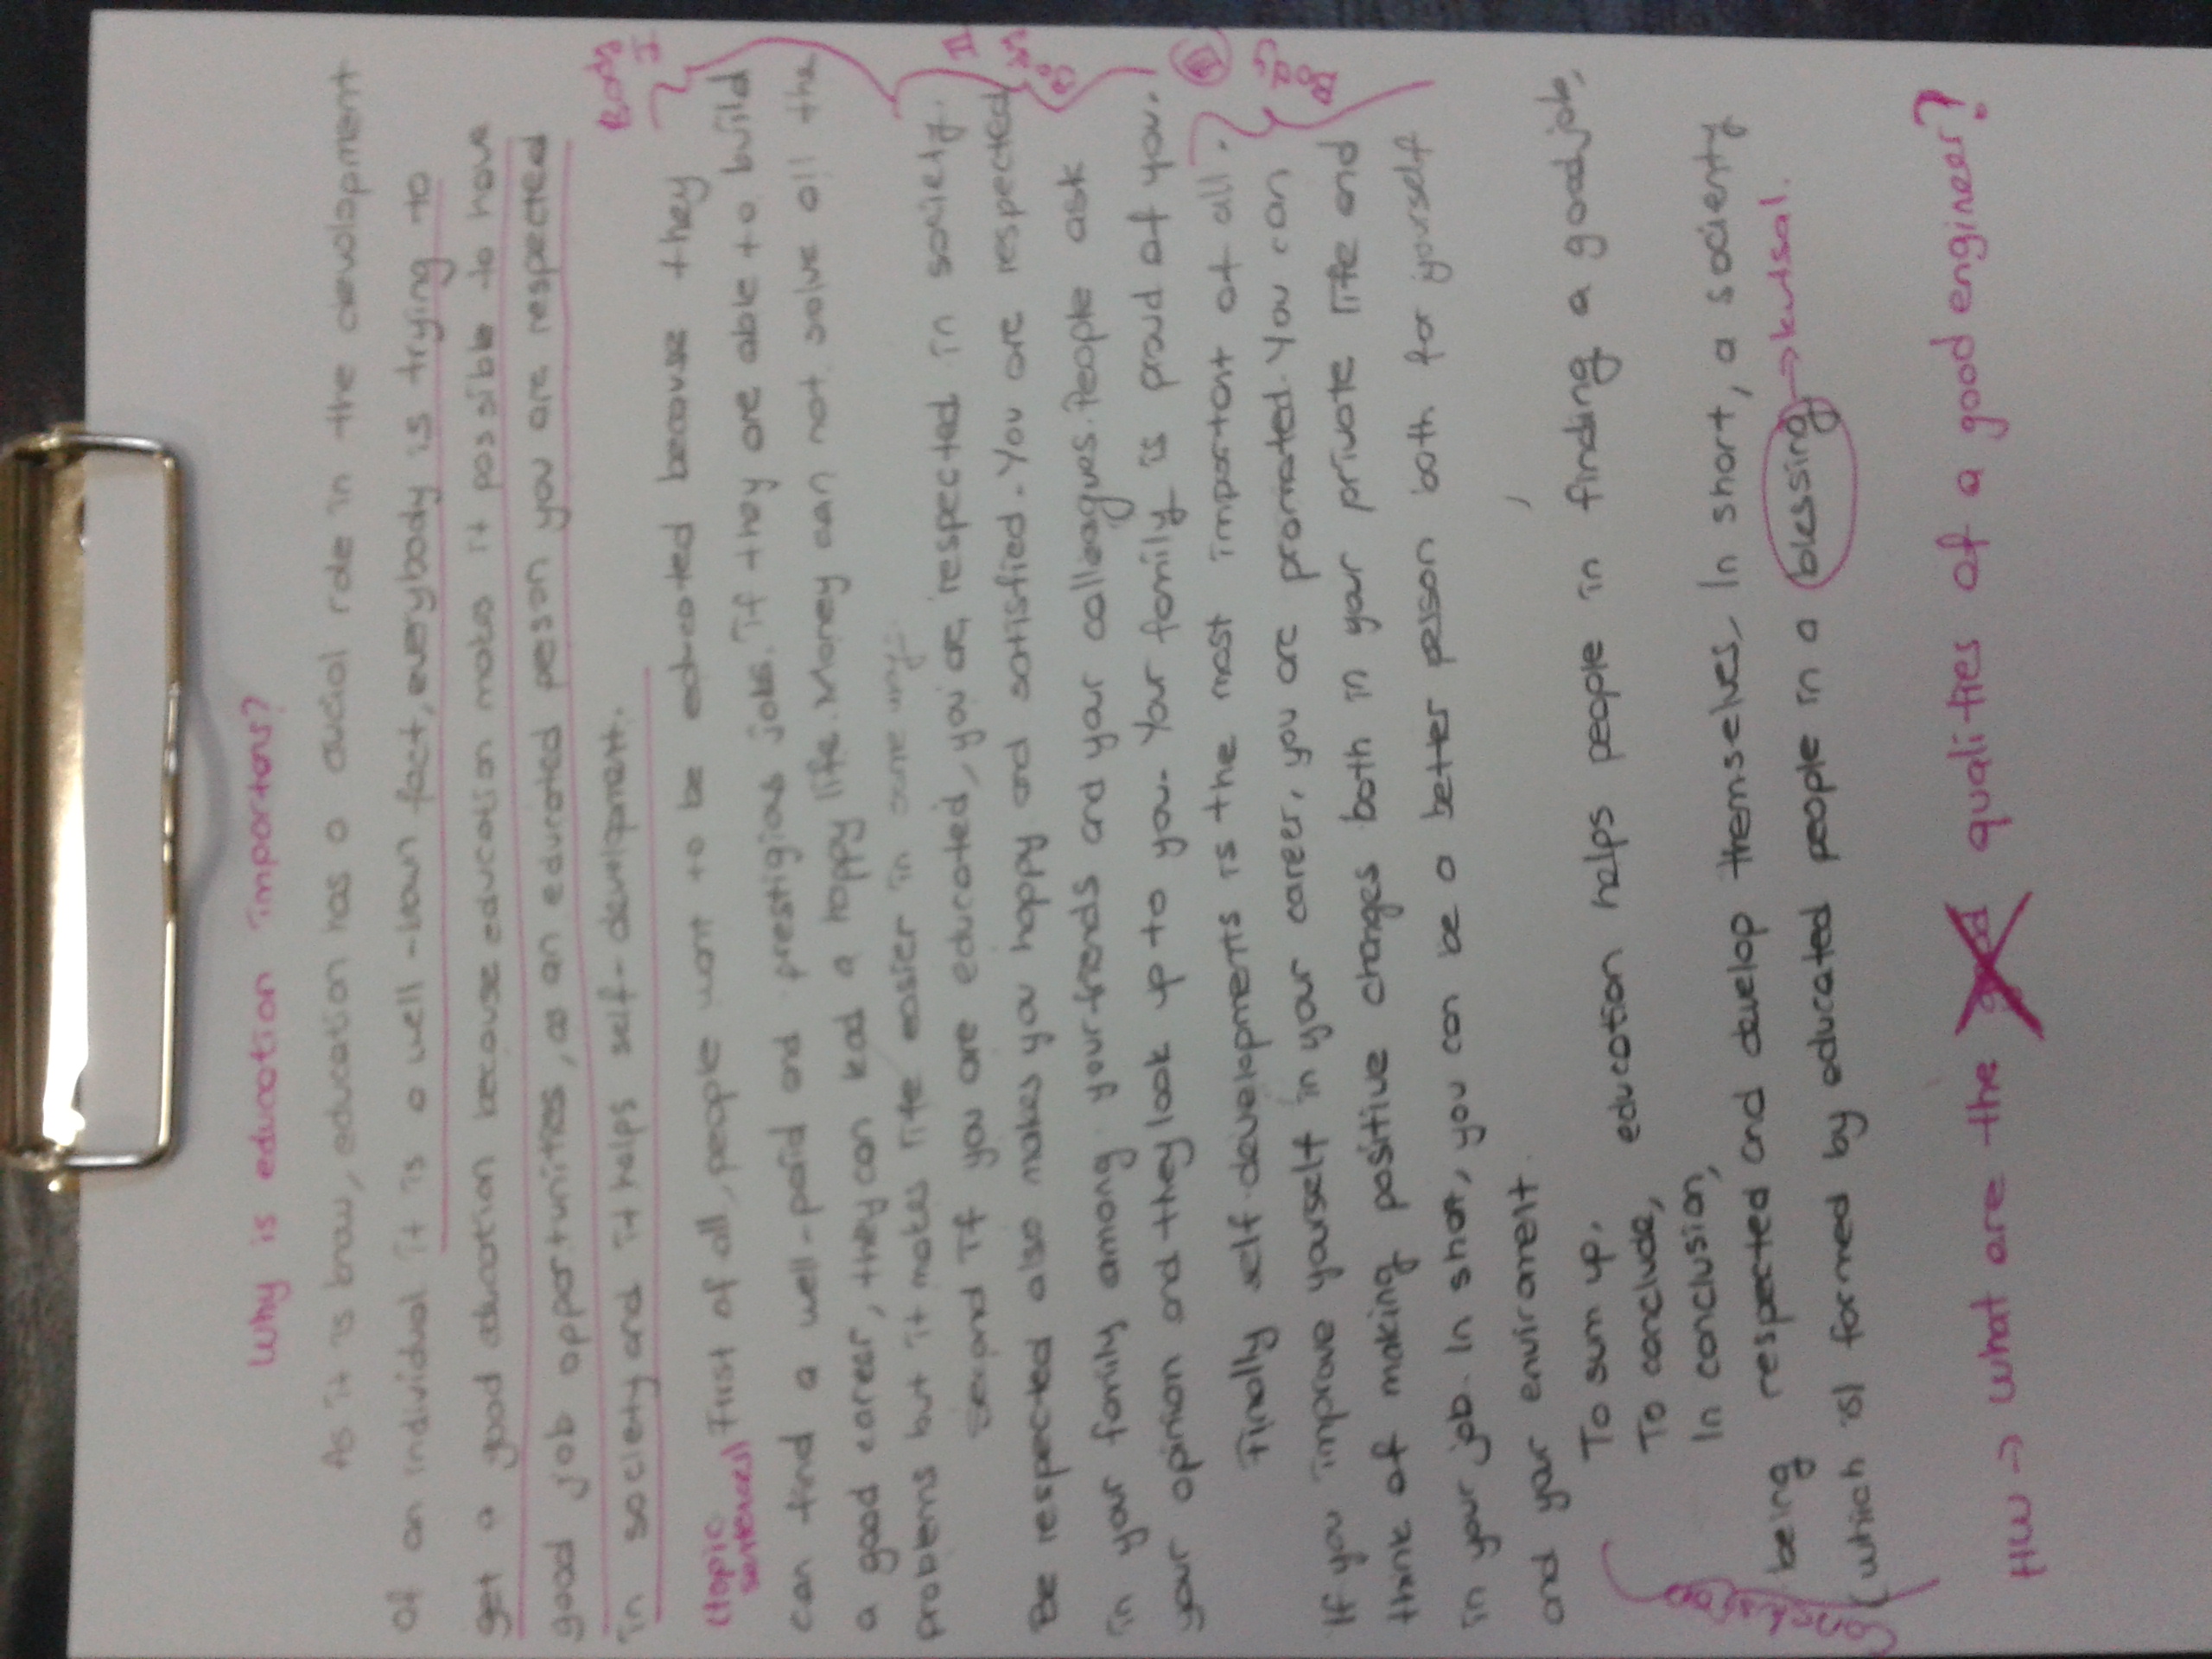 Why is education importans?
As it is know, education has a crucial role in the development
of an individual it is a well-known fact, everybody is trying to
get a good education because education makes it possible to have
good job opportunities, as an educated peson you are respected
in society and it helps self-development.
Body
I
(topic
sentences) First of all, people want to be educated because they
can find a well-paid and prestigious jobs. If they are able to build
a good career, they can lead a happy life. Money can not solve all the
problems but it makes life easier in some way.
Second if you are educated, you are respected in society.
Be respected also makes you happy and satisfied. You are respected
Body II
in your family among your friends and your colleagues. People ask
your opinion and they look up to you. Your family is proud of you.
Finally self-developments is the most important of all.
Body
If you improve yourself in your career, you are promoted. You can
think of making positive changes both in your private life and
in your job. In short, you can be a better person both for yourself
and your enviroment.
To sum up,
To conclude, education helps people in finding a good job,
In conclusion,
Conclusion
being respected and develop themselves. In short, a socienty
(which is) formed by educated people in a blessing → kutsal.
HW → What are the good qualities of a good engineer?